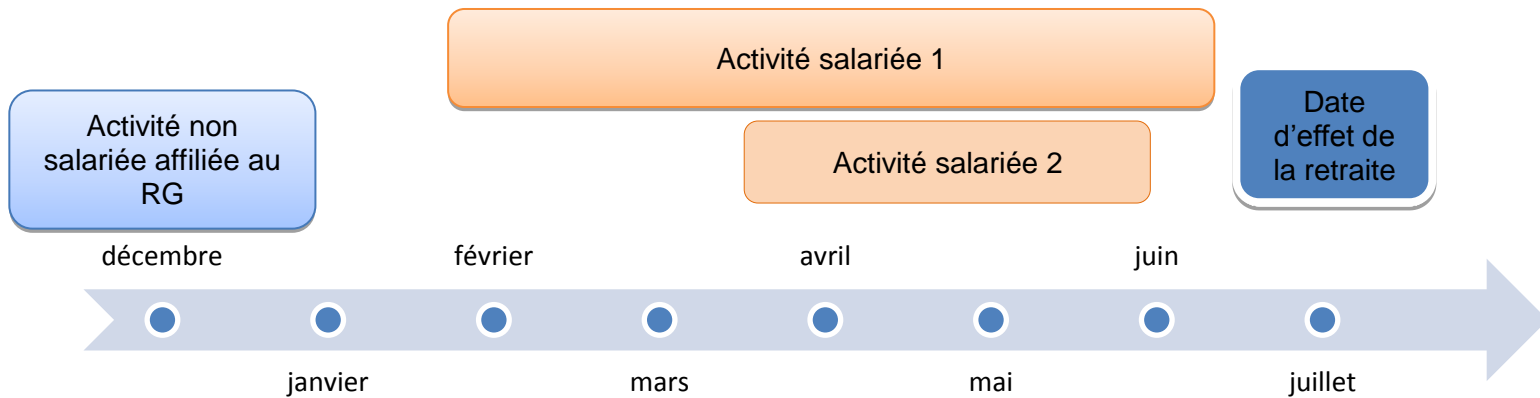 Activité salariée 1
Activité non
salariée affiliée au
RG
Activité salariée 2
Date
d’effet de
la retraite
décembre
février
avril
juin
janvier
mars
mai
juillet